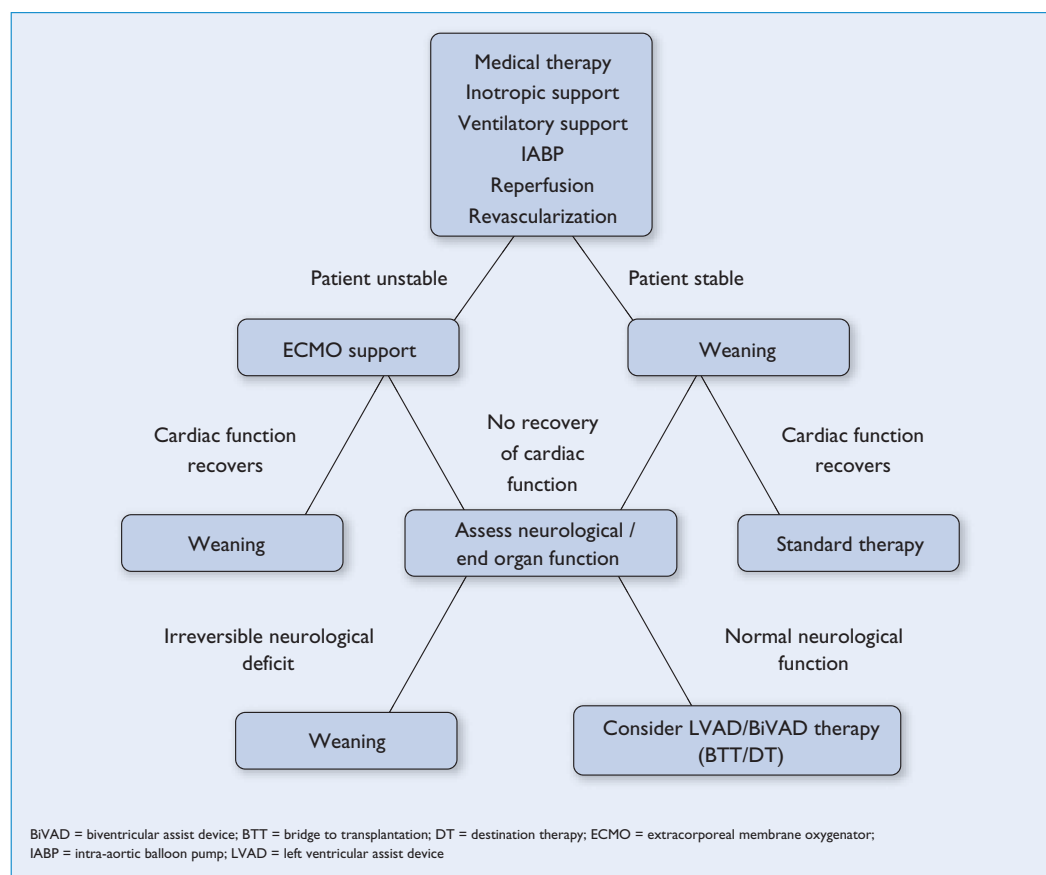 Medical therapy
Inotropic support
Ventilatory support
IABP
Reperfusion
Revascularization
Patient unstable
Patient stable
ECMO support
Weaning
Cardiac function
recovers
No recovery
of cardiac
function
Cardiac function
recovers
Weaning
Assess neurological /
end organ function
Standard therapy
Irreversible neurological
deficit
Normal neurological
function
Weaning
Consider LVAD/BiVAD therapy
(BTT/DT)
BiVAD = biventricular assist device; BTT = bridge to transplantation; DT = destination therapy; ECMO = extracorporeal membrane oxygenator;
IABP = intra-aortic balloon pump; LVAD = left ventricular assist device